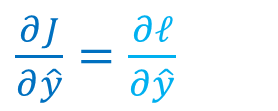 ∂J/∂ŷ = ∂ℓ/∂ŷ